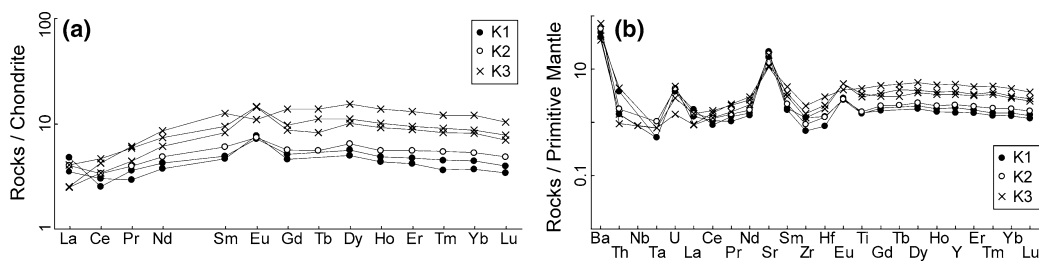 (a)
K1
K2
K3
100
10
1
Rocks / Chondrite
La Ce Pr Nd Sm Eu Gd Tb Dy Ho Er Tm Yb Lu
(b)
10
0.1
Rocks / Primitive Mantle
K1
K2
K3
Ba Nb U Ce Nd Sm Hf Ti Tb Ho Er Yb
Th Ta La Pr Sr Zr Eu Gd Dy Y Tm Lu